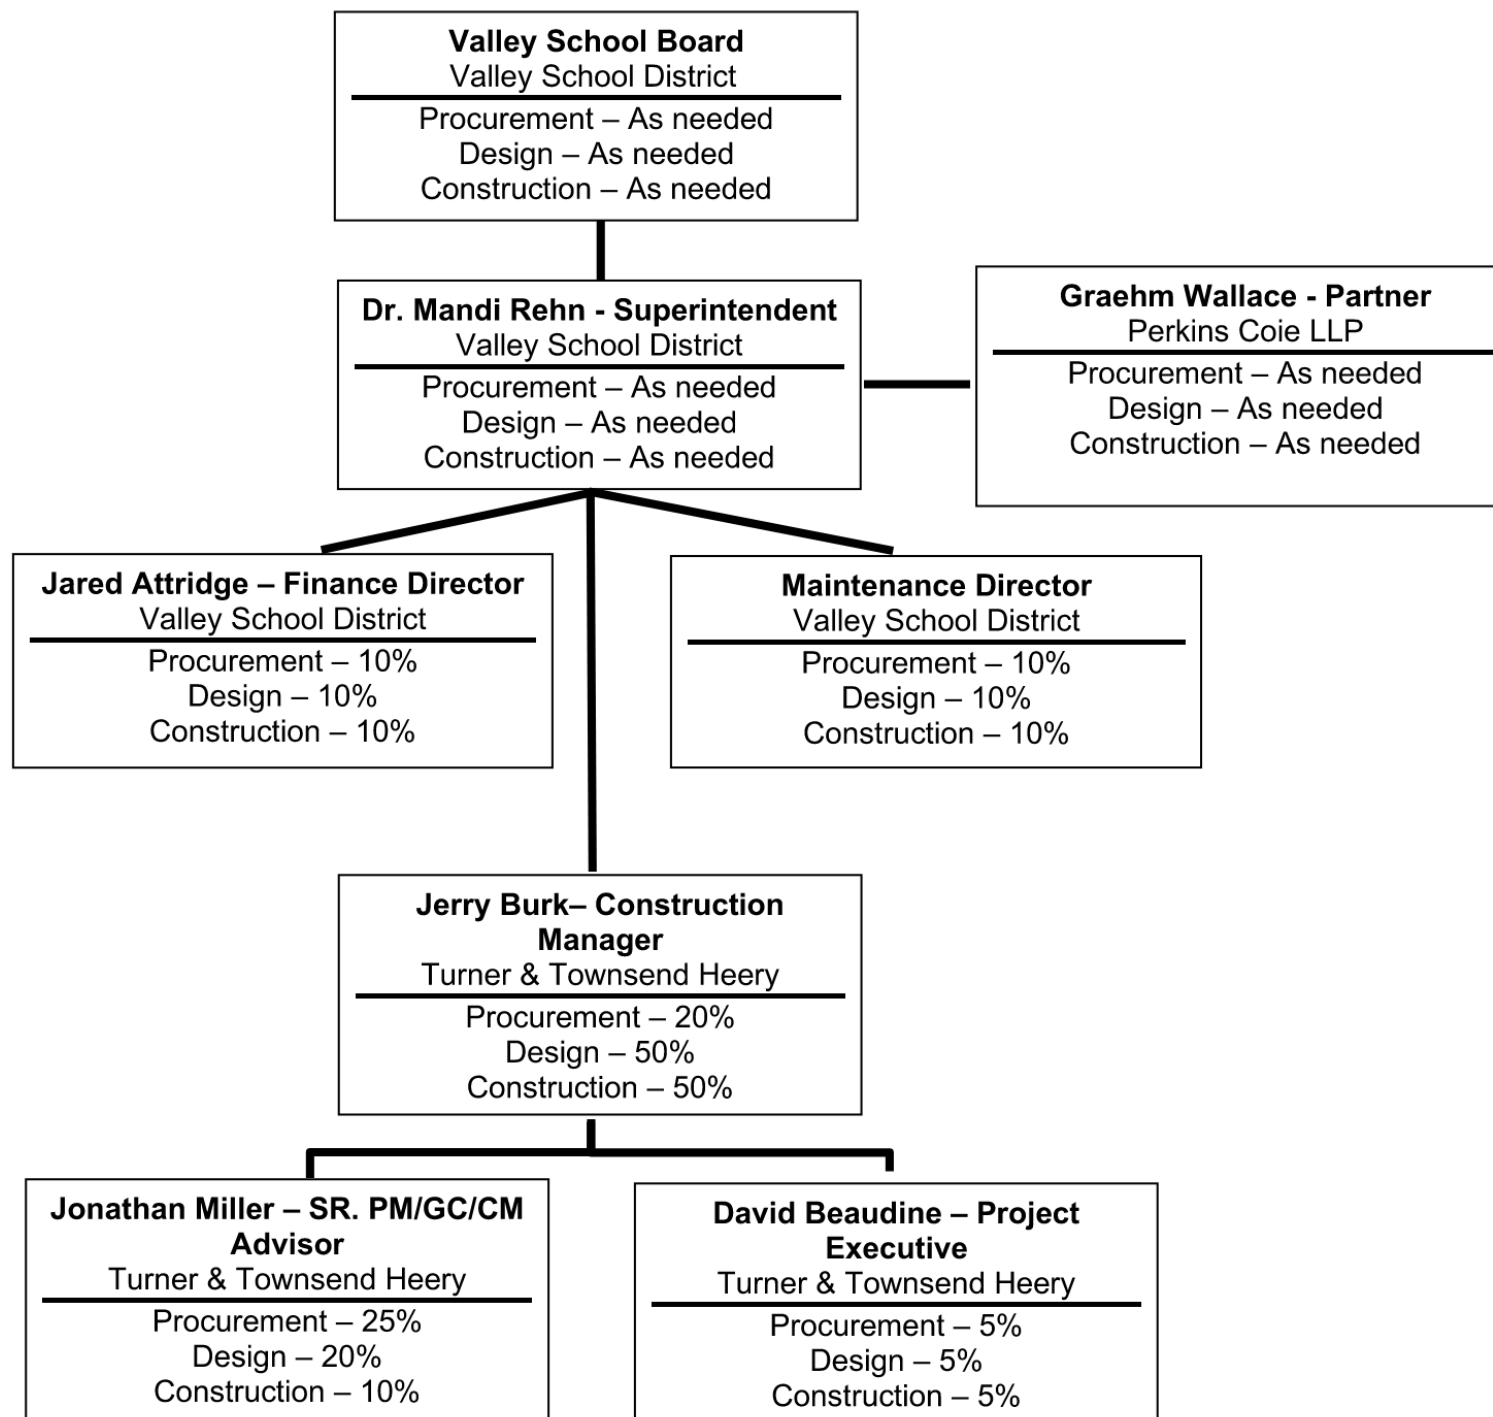 Valley School Board
Valley School District
Procurement – As needed
Design – As needed
Construction – As needed
Dr. Mandi Rehn - Superintendent
Valley School District
Procurement – As needed
Design – As needed
Construction – As needed
Graehm Wallace - Partner
Perkins Coie LLP
Procurement – As needed
Design – As needed
Construction – As needed
Jared Attridge – Finance Director
Valley School District
Procurement – 10%
Design – 10%
Construction – 10%
Maintenance Director
Valley School District
Procurement – 10%
Design – 10%
Construction – 10%
Jerry Burk– Construction
Manager
Turner & Townsend Heery
Procurement – 20%
Design – 50%
Construction – 50%
Jonathan Miller – SR. PM/GC/CM
Advisor
Turner & Townsend Heery
Procurement – 25%
Design – 20%
Construction – 10%
David Beaudine – Project
Executive
Turner & Townsend Heery
Procurement – 5%
Design – 5%
Construction – 5%